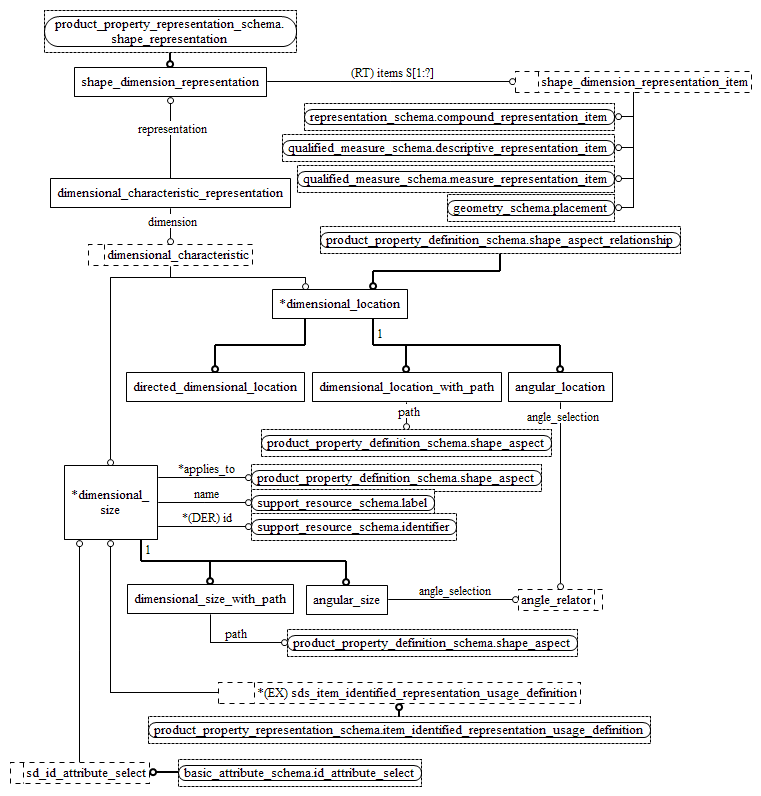 product_property_representation_schema.
shape_representation
shape_dimension_representation
(RT) items S[1:?]
shape_dimension_representation_item
representation_schema.compound_representation_item
representation
qualified_measure_schema.descriptive_representation_item
qualified_measure_schema.measure_representation_item
dimensional_characteristic_representation
geometry_schema.placement
dimension
product_property_definition_schema.shape_aspect_relationship
dimensional_characteristic
*dimensional_location
1
directed_dimensional_location
dimensional_location_with_path
angular_location
path
angle_selection
product_property_definition_schema.shape_aspect
*applies_to
product_property_definition_schema.shape_aspect
*dimensional_
size
name
support_resource_schema.label
*(DER) id
support_resource_schema.identifier
1
dimensional_size_with_path
angular_size
angle_selection
angle_relator
path
product_property_definition_schema.shape_aspect
*(EX) sds_item_identified_representation_usage_definition
product_property_representation_schema.item_identified_representation_usage_definition
sd_id_attribute_select
basic_attribute_schema.id_attribute_select